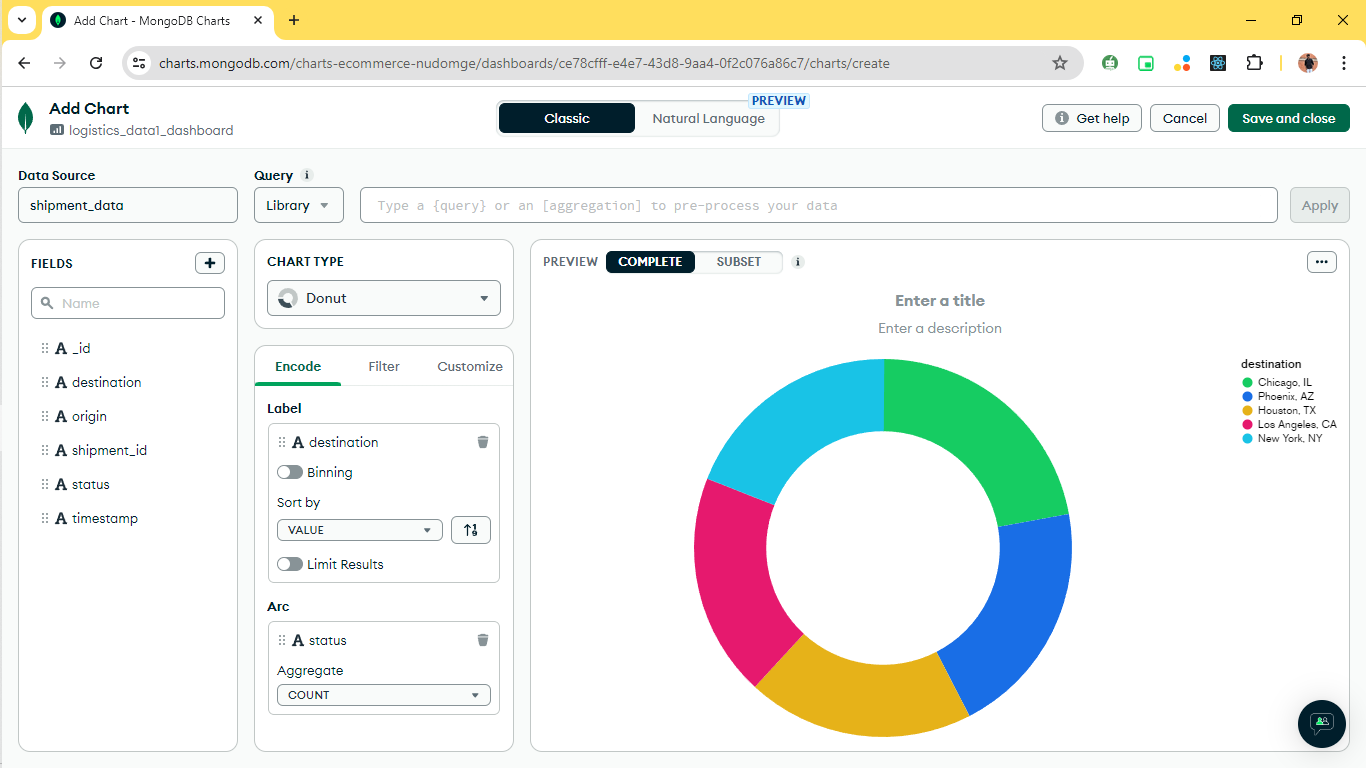 Add Chart - MongoDB Charts
charts.mongodb.com/charts-ecommerce-nudomge/dashboards/ce78cfff-e4e7-43d8-9aa4-0f2c076a86c7/charts/create
Add Chart
logistics_data1_dashboard
Classic
Natural Language
PREVIEW
Get help
Cancel
Save and close
Data Source
shipment_data
Query
Library
Type a {query} or an [aggregation] to pre-process your data
Apply
FIELDS
Name
A _id
A destination
A origin
A shipment_id
A status
A timestamp
CHART TYPE
Donut
Encode
Filter
Customize
Label
A destination
Binning
Sort by
VALUE
Limit Results
Arc
A status
Aggregate
COUNT
PREVIEW
COMPLETE
SUBSET
Enter a title
Enter a description
destination
Chicago, IL
Phoenix, AZ
Houston, TX
Los Angeles, CA
New York, NY